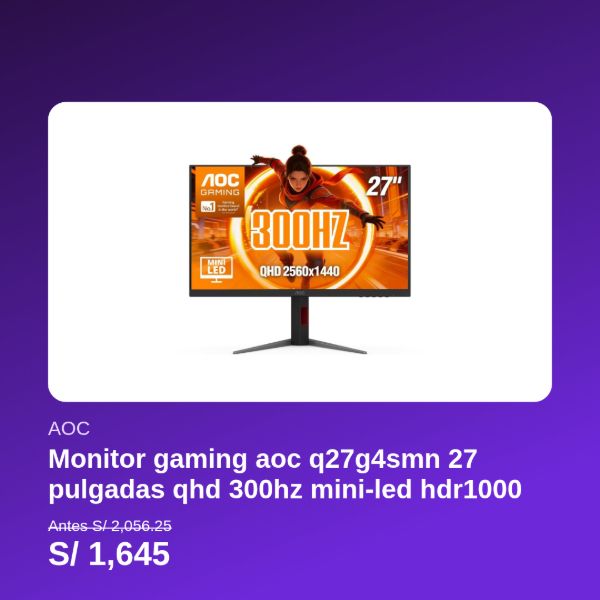 AOC
GAMING
27"
No.1
300HZ
MINI
LED
QHD 2560x1440
AOC
AOC
Monitor gaming aoc q27g4smn 27
pulgadas qhd 300hz mini-led hdr1000
Antes S/ 2,056.25
S/ 1,645